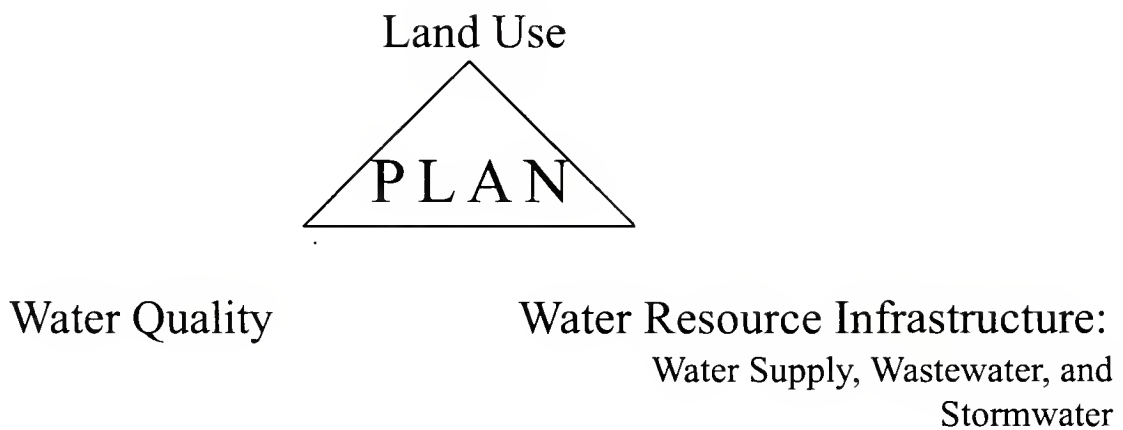 Land Use
PLAN
Water Quality
Water Resource Infrastructure:
Water Supply, Wastewater, and
Stormwater